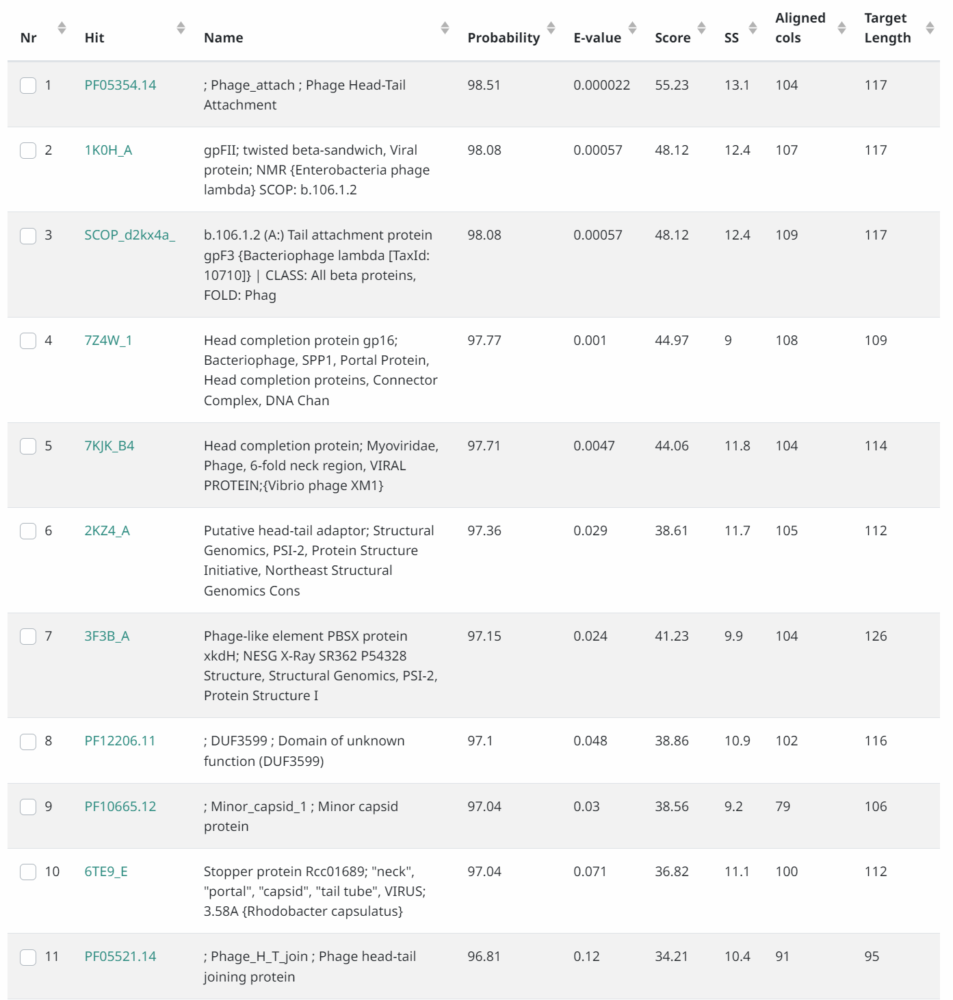 Nr Hit Name Probability E-value Score SS Aligned cols Target Length
1 PF05354.14 ; Phage_attach ; Phage Head-Tail 98.51 0.000022 55.23 13.1 104 117
Attachment
2 1K0H_A gpFII; twisted beta-sandwich, Viral 98.08 0.00057 48.12 12.4 107 117
protein; NMR {Enterobacteria phage
lambda} SCOP: b.106.1.2
3 SCOP_d2kx4a_ b.106.1.2 (A:) Tail attachment protein 98.08 0.00057 48.12 12.4 109 117
gpF3 {Bacteriophage lambda [TaxId:
10710]} | CLASS: All beta proteins,
FOLD: Phag
4 7Z4W_1 Head completion protein gp16; 97.77 0.001 44.97 9 108 109
Bacteriophage, SPP1, Portal Protein,
Head completion proteins, Connector
Complex, DNA Chan
5 7KJK_B4 Head completion protein; Myoviridae, 97.71 0.0047 44.06 11.8 104 114
Phage, 6-fold neck region, VIRAL
PROTEIN;{Vibrio phage XM1}
6 2KZ4_A Putative head-tail adaptor; Structural 97.36 0.029 38.61 11.7 105 112
Genomics, PSI-2, Protein Structure
Initiative, Northeast Structural
Genomics Cons
7 3F3B_A Phage-like element PBSX protein 97.15 0.024 41.23 9.9 104 126
xkdH; NESG X-Ray SR362 P54328
Structure, Structural Genomics, PSI-2,
Protein Structure I
8 PF12206.11 ; DUF3599 ; Domain of unknown 97.1 0.048 38.86 10.9 102 116
function (DUF3599)
9 PF10665.12 ; Minor_capsid_1 ; Minor capsid 97.04 0.03 38.56 9.2 79 106
protein
10 6TE9_E Stopper protein Rcc01689; "neck", 97.04 0.071 36.82 11.1 100 112
"portal", "capsid", "tail tube", VIRUS;
3.58A {Rhodobacter capsulatus}
11 PF05521.14 ; Phage_H_T_join ; Phage head-tail 96.81 0.12 34.21 10.4 91 95
joining protein